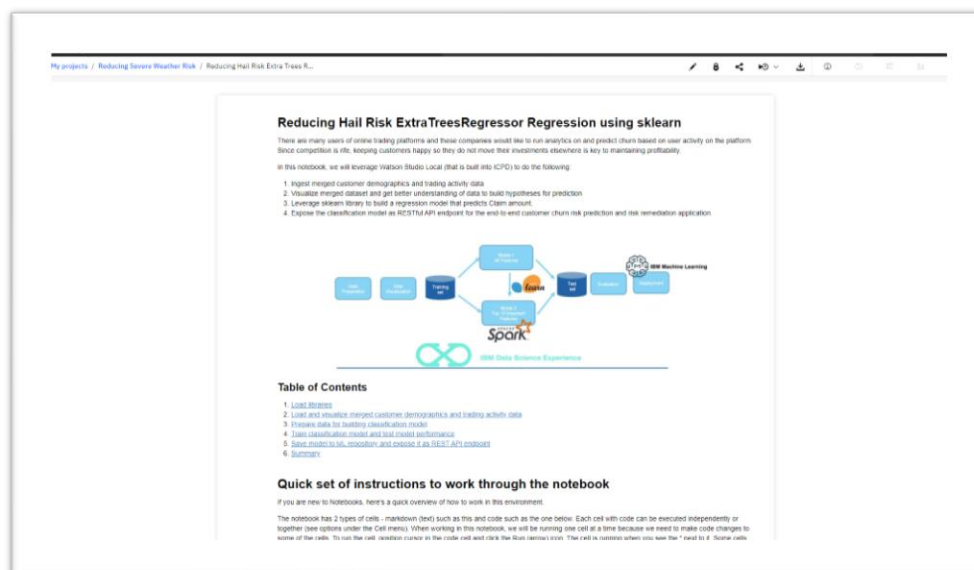 My projects / Reducing Severe Weather Risk / Reducing Hail Risk Extra Trees R...
Reducing Hail Risk ExtraTreesRegressor Regression using sklearn
There are many users of online trading platforms and these companies would like to run analytics on and predict churn based on user activity on the platform.
Since competition is rife, keeping customers happy so they do not move their investments elsewhere is key to maintaining profitability.
In this notebook, we will leverage Watson Studio Local (that is built into ICPD) to do the following
1. Ingest merged customer demographics and trading activity data
2. Visualize merged dataset and get better understanding of data to build hypotheses for prediction
3. Leverage sklearn library to build a regression model that predicts Claim amount.
4. Expose the classification model as RESTful API endpoint for the end-to-end customer churn risk prediction and risk remediation application
IBM Machine Learning
Training
set
learn
Test
set
Spark
IBM Data Science Experience
Table of Contents
1. Load libraries
2. Load and visualize merged customer demographics and trading activity data
3. Prepare data for building classification model
4. Train classification model and test model performance
5. Save model to ML repository and expose it as REST API endpoint
6. Summary
Quick set of instructions to work through the notebook
If you are new to Notebooks, here's a quick overview of how to work in this environment.
The notebook has 2 types of cells - markdown (text) such as this and code such as the one below. Each cell with code can be executed independently or
together (see options under the Cell menu). When working in this notebook, we will be running one cell at a time because we need to make code changes to
some of the cells. To run the cell, position cursor in the code cell and click the Run (arrow) icon. The cell is running when you see the * next to it. Some cells